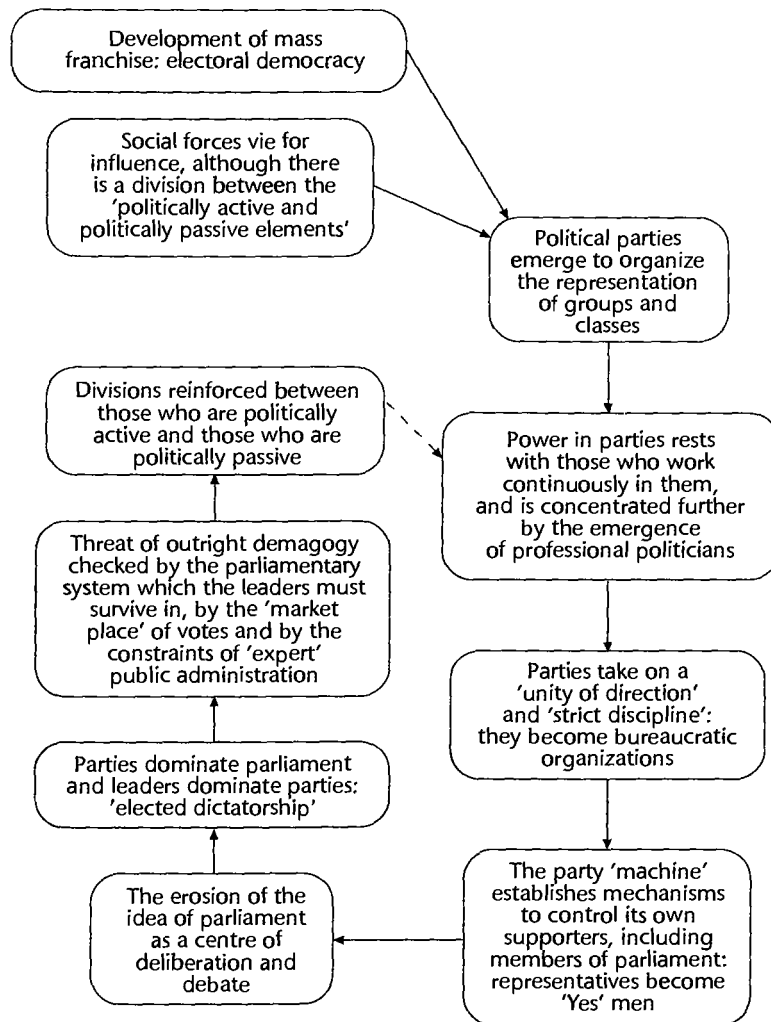 Development of mass
franchise: electoral democracy
Social forces vie for
influence, although there
is a division between the
'politically active and
politically passive elements'
Political parties
emerge to organize
the representation
of groups and
classes
Power in parties rests
with those who work
continuously in them,
and is concentrated further
by the emergence
of professional politicians
Parties take on a
'unity of direction'
and 'strict discipline':
they become bureaucratic
organizations
The party 'machine'
establishes mechanisms
to control its own
supporters, including
members of parliament:
representatives become
'Yes' men
The erosion of the
idea of parliament
as a centre of
deliberation and
debate
Parties dominate parliament
and leaders dominate parties:
'elected dictatorship'
Threat of outright demagogy
checked by the parliamentary
system which the leaders must
survive in, by the 'market
place' of votes and by the
constraints of 'expert'
public administration
Divisions reinforced between
those who are politically
active and those who are
politically passive